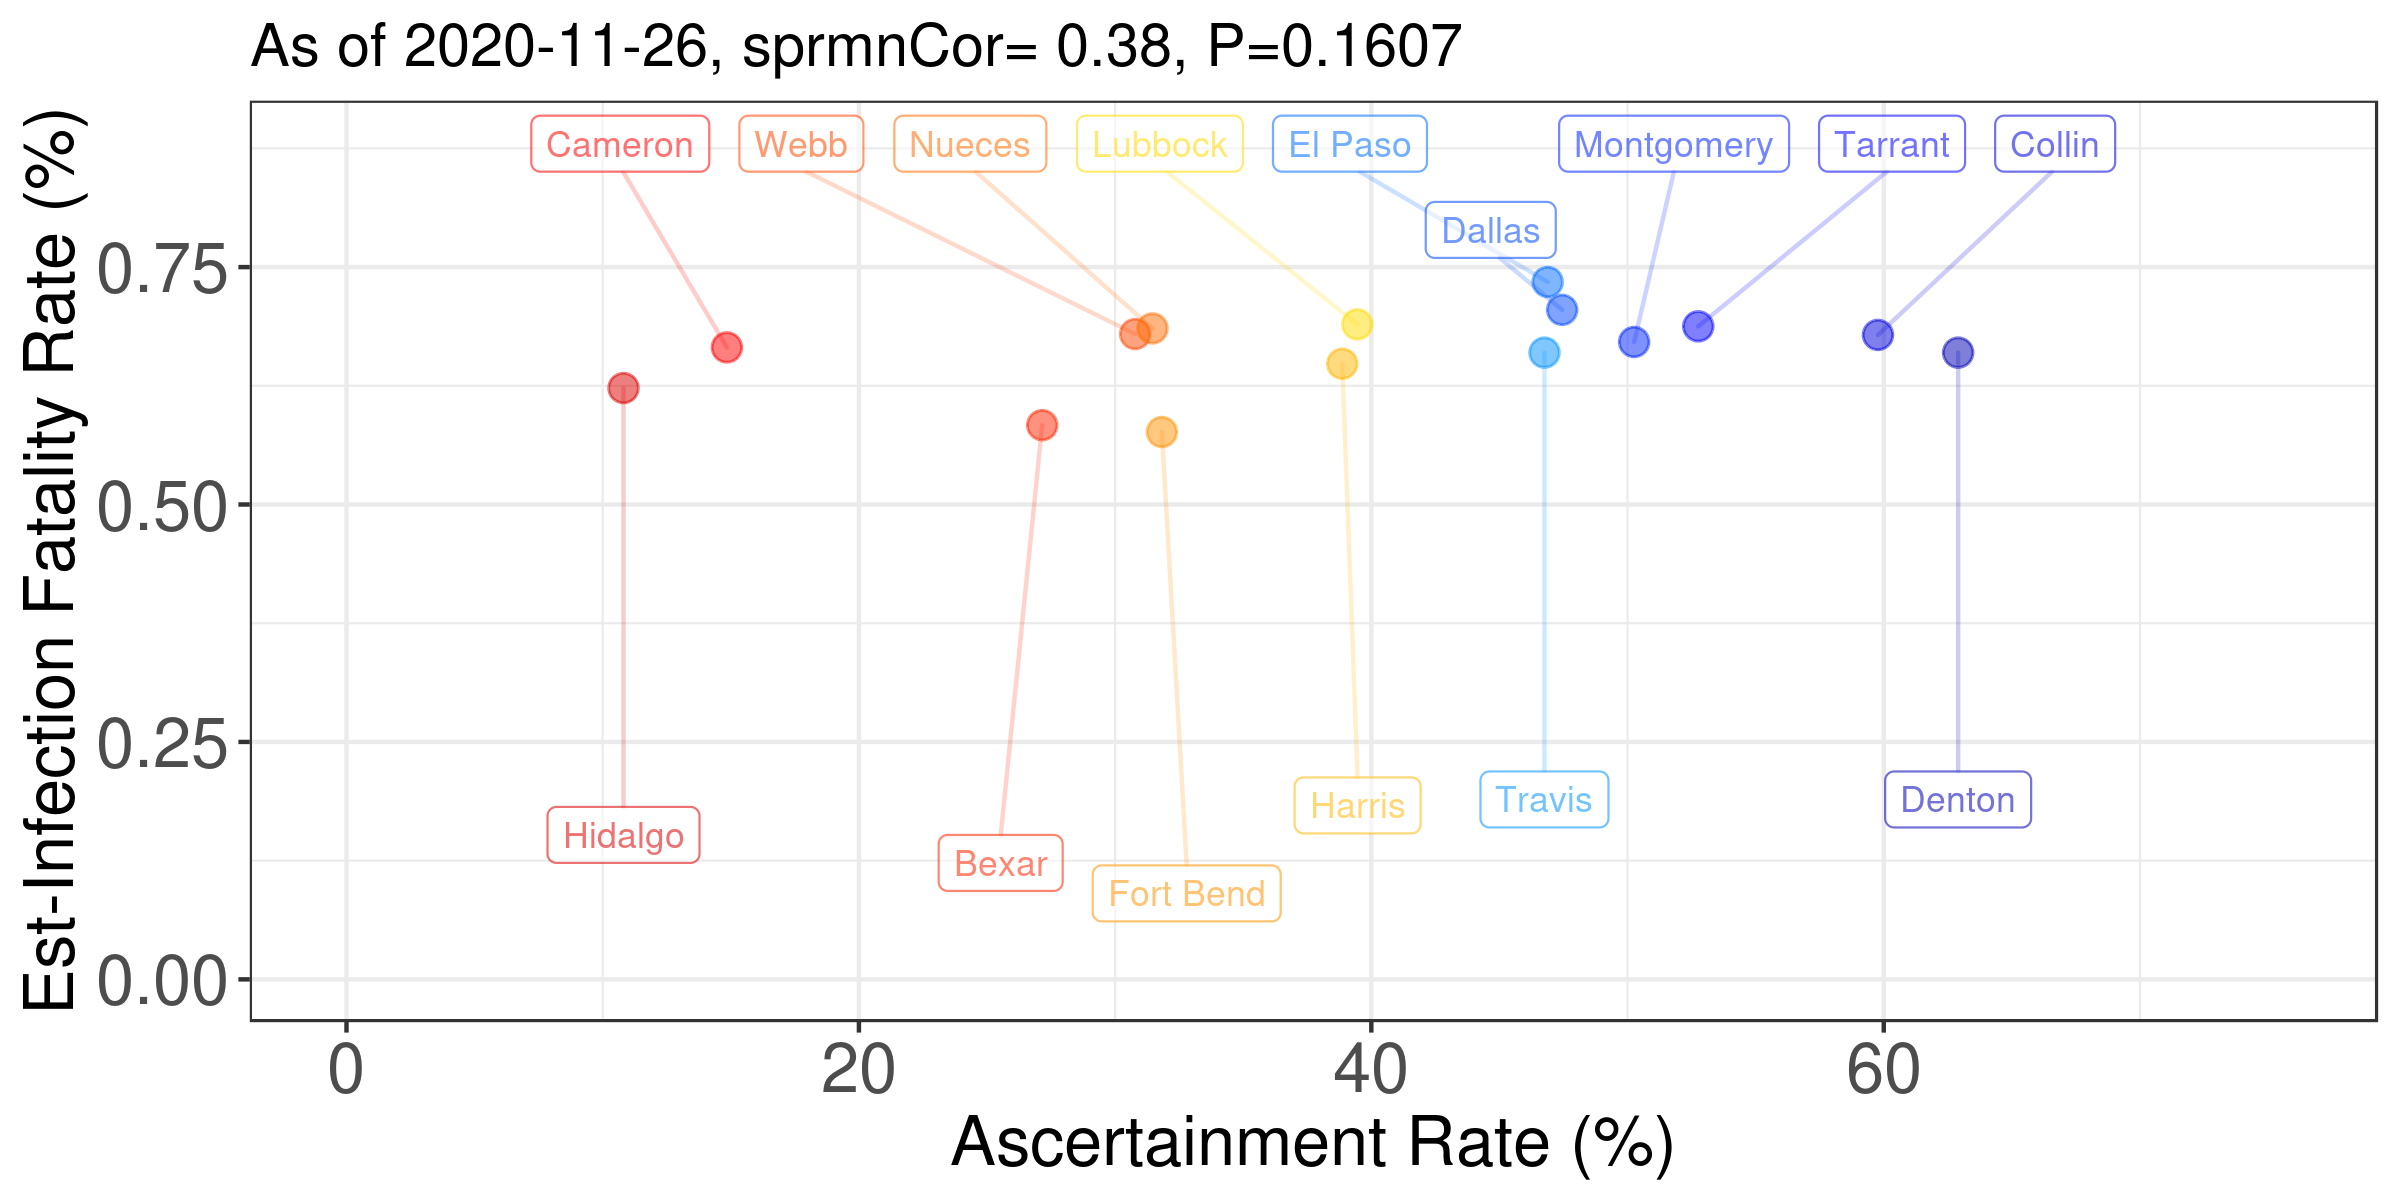 As of 2020-11-26, sprmnCor= 0.38, P=0.1607
Est-Infection Fatality Rate (%)
Cameron
Webb
Nueces
Lubbock
El Paso
Montgomery
Tarrant
Collin
Dallas
0.75
0.50
0.25
0.00
Hidalgo
Bexar
Fort Bend
Harris
Travis
Denton
0
20
40
60
Ascertainment Rate (%)